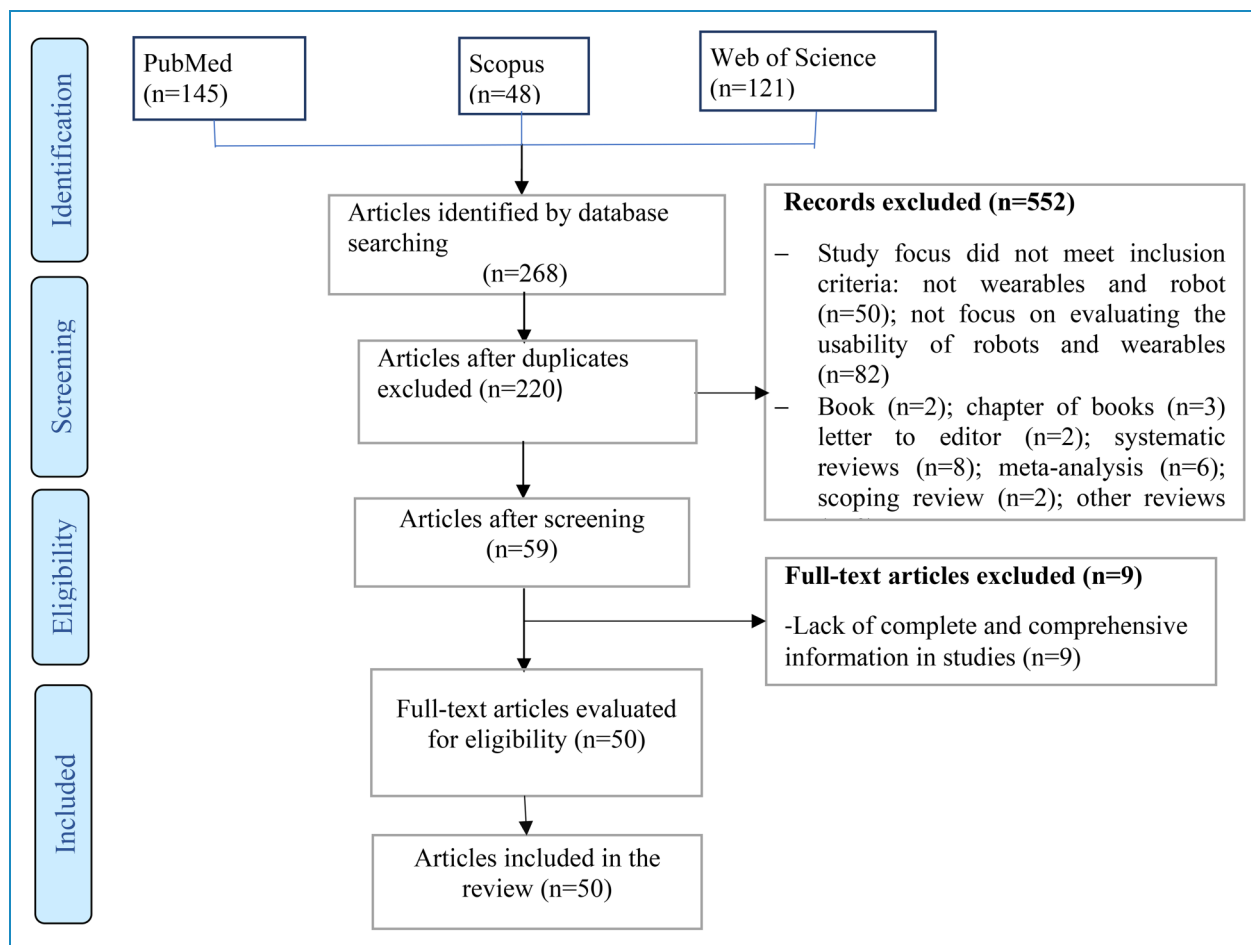 Identification
PubMed
(n=145)
Scopus
(n=48)
Web of Science
(n=121)
Articles identified by database
searching
(n=268)
Records excluded (n=552)
– Study focus did not meet inclusion
criteria: not wearables and robot
(n=50); not focus on evaluating the
usability of robots and wearables
(n=82)
– Book (n=2); chapter of books (n=3)
letter to editor (n=2); systematic
reviews (n=8); meta-analysis (n=6);
scoping review (n=2); other reviews
Screening
Articles after duplicates
excluded (n=220)
Eligibility
Articles after screening
(n=59)
Full-text articles excluded (n=9)
-Lack of complete and comprehensive
information in studies (n=9)
Full-text articles evaluated
for eligibility (n=50)
Included
Articles included in the
review (n=50)